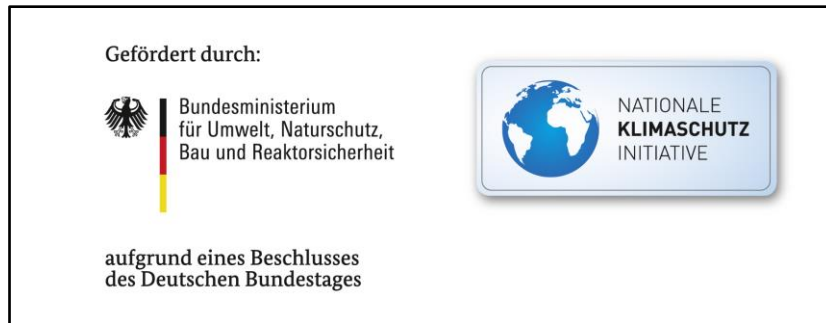 Gefördert durch:
Bundesministerium
für Umwelt, Naturschutz,
Bau und Reaktorsicherheit
aufgrund eines Beschlusses
des Deutschen Bundestages
NATIONALE
KLIMASCHUTZ
INITIATIVE